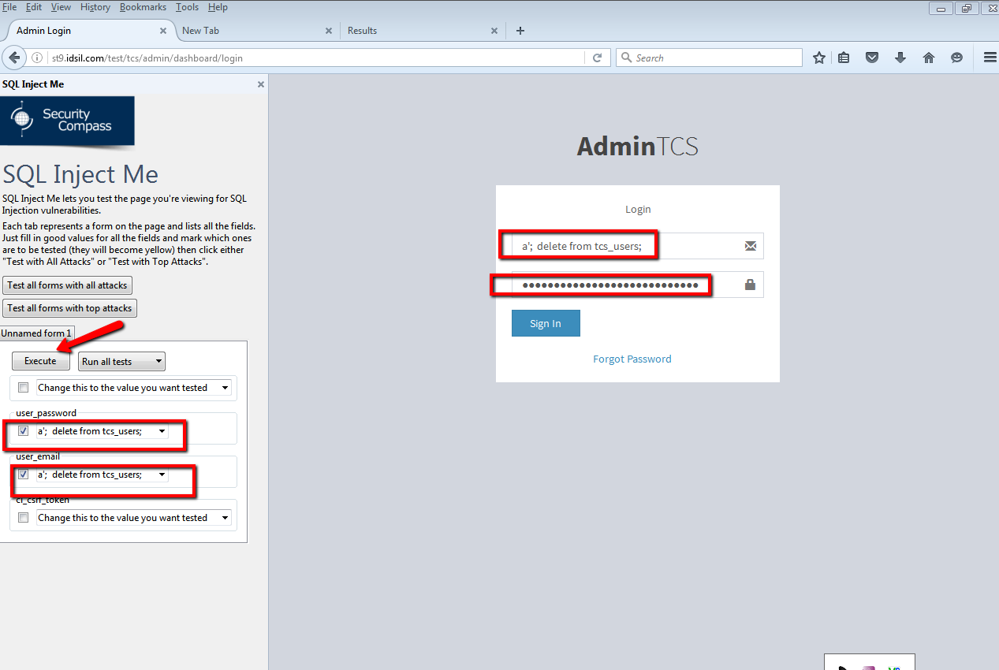 File Edit View History Bookmarks Tools Help
Admin Login New Tab Results
st9.idsil.com/test/tcs/admin/dashboard/login Search
SQL Inject Me
Security
Compass
SQL Inject Me
SQL Inject Me lets you test the page you're viewing for SQL
Injection vulnerabilities.
Each tab represents a form on the page and lists all the fields.
Just fill in good values for all the fields and mark which ones
are to be tested (they will become yellow) then click either
"Test with All Attacks" or "Test with Top Attacks".
Test all forms with all attacks
Test all forms with top attacks
Unnamed form 1
Execute Run all tests
Change this to the value you want tested
user_password
a'; delete from tcs_users;
user_email
a'; delete from tcs_users;
ci_csrf_token
Change this to the value you want tested
AdminTCS
Login
a'; delete from tcs_users;
••••••••••••••••••••••••••••
Sign In
Forgot Password